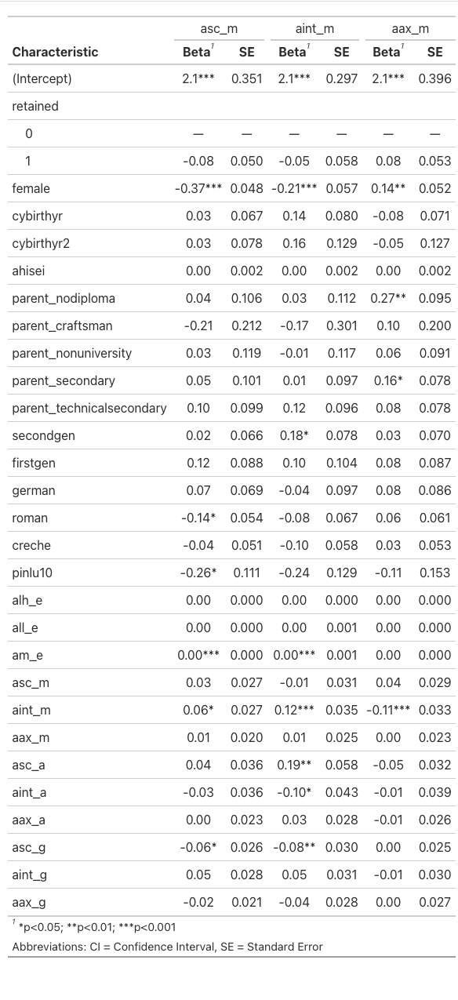 asc_m aint_m aax_m
Characteristic Beta¹ SE Beta¹ SE Beta¹ SE
(Intercept) 2.1*** 0.351 2.1*** 0.297 2.1*** 0.396
retained
0 — — — — — —
1 -0.08 0.050 -0.05 0.058 0.08 0.053
female -0.37*** 0.048 -0.21*** 0.057 0.14** 0.052
cybirthyr 0.03 0.067 0.14 0.080 -0.08 0.071
cybirthyr2 0.03 0.078 0.16 0.129 -0.05 0.127
ahisei 0.00 0.002 0.00 0.002 0.00 0.002
parent_nodiploma 0.04 0.106 0.03 0.112 0.27** 0.095
parent_craftsman -0.21 0.212 -0.17 0.301 0.10 0.200
parent_nonuniversity 0.03 0.119 -0.01 0.117 0.06 0.091
parent_secondary 0.05 0.101 0.01 0.097 0.16* 0.078
parent_technicalsecondary 0.10 0.099 0.12 0.096 0.08 0.078
secondgen 0.02 0.066 0.18* 0.078 0.03 0.070
firstgen 0.12 0.088 0.10 0.104 0.08 0.087
german 0.07 0.069 -0.04 0.097 0.08 0.086
roman -0.14* 0.054 -0.08 0.067 0.06 0.061
creche -0.04 0.051 -0.10 0.058 0.03 0.053
pinlu10 -0.26* 0.111 -0.24 0.129 -0.11 0.153
alh_e 0.00 0.000 0.00 0.000 0.00 0.000
all_e 0.00 0.000 0.00 0.001 0.00 0.000
am_e 0.00*** 0.000 0.00*** 0.001 0.00 0.000
asc_m 0.03 0.027 -0.01 0.031 0.04 0.029
aint_m 0.06* 0.027 0.12*** 0.035 -0.11*** 0.033
aax_m 0.01 0.020 0.01 0.025 0.00 0.023
asc_a 0.04 0.036 0.19** 0.058 -0.05 0.032
aint_a -0.03 0.036 -0.10* 0.043 -0.01 0.039
aax_a 0.00 0.023 0.03 0.028 -0.01 0.026
asc_g -0.06* 0.026 -0.08** 0.030 0.00 0.025
aint_g 0.05 0.028 0.05 0.031 -0.01 0.030
aax_g -0.02 0.021 -0.04 0.028 0.00 0.027
¹ *p<0.05; **p<0.01; ***p<0.001
Abbreviations: CI = Confidence Interval, SE = Standard Error